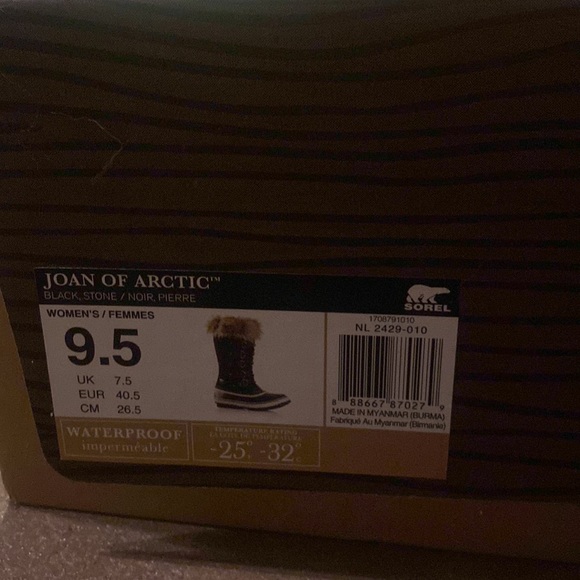 JOAN OF ARCTIC™
BLACK, STONE / NOIR, PIERRE
SOREL
WOMEN'S / FEMMES
9.5
UK 7.5
EUR 40.5
CM 26.5
1708791010
NL 2429-010
8 88667 87027 9
MADE IN MYANMAR (BURMA)
Fabriqué Au Myanmar (Birmanie)
WATERPROOF
imperméable
TEMPERATURE RATING
-25° -32°